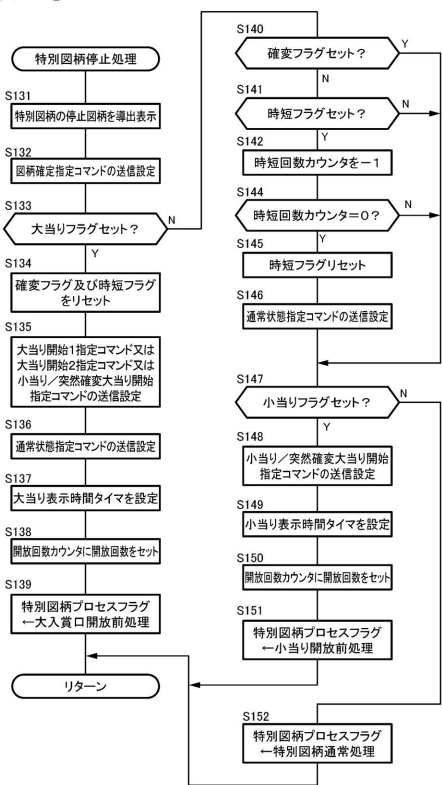 特別図柄停止処理
S131
特別図柄の停止図柄を導出表示
S132
図柄確定指定コマンドの送信設定
S133
大当りフラグセット？
N
Y
S134
確変フラグ及び時短フラグ
をリセット
S135
大当り開始1指定コマンド又は
大当り開始2指定コマンド又は
小当り／突然確変大当り開始
指定コマンドの送信設定
S136
通常状態指定コマンドの送信設定
S137
大当り表示時間タイマを設定
S138
開放回数カウンタに開放回数をセット
S139
特別図柄プロセスフラグ
←大入賞口開放前処理
リターン
S140
確変フラグセット？
Y
N
S141
時短フラグセット？
N
Y
S142
時短回数カウンタを－1
S144
時短回数カウンタ＝0？
N
Y
S145
時短フラグリセット
S146
通常状態指定コマンドの送信設定
S147
小当りフラグセット？
N
Y
S148
小当り／突然確変大当り開始
指定コマンドの送信設定
S149
小当り表示時間タイマを設定
S150
開放回数カウンタに開放回数をセット
S151
特別図柄プロセスフラグ
←小当り開放前処理
S152
特別図柄プロセスフラグ
←特別図柄通常処理